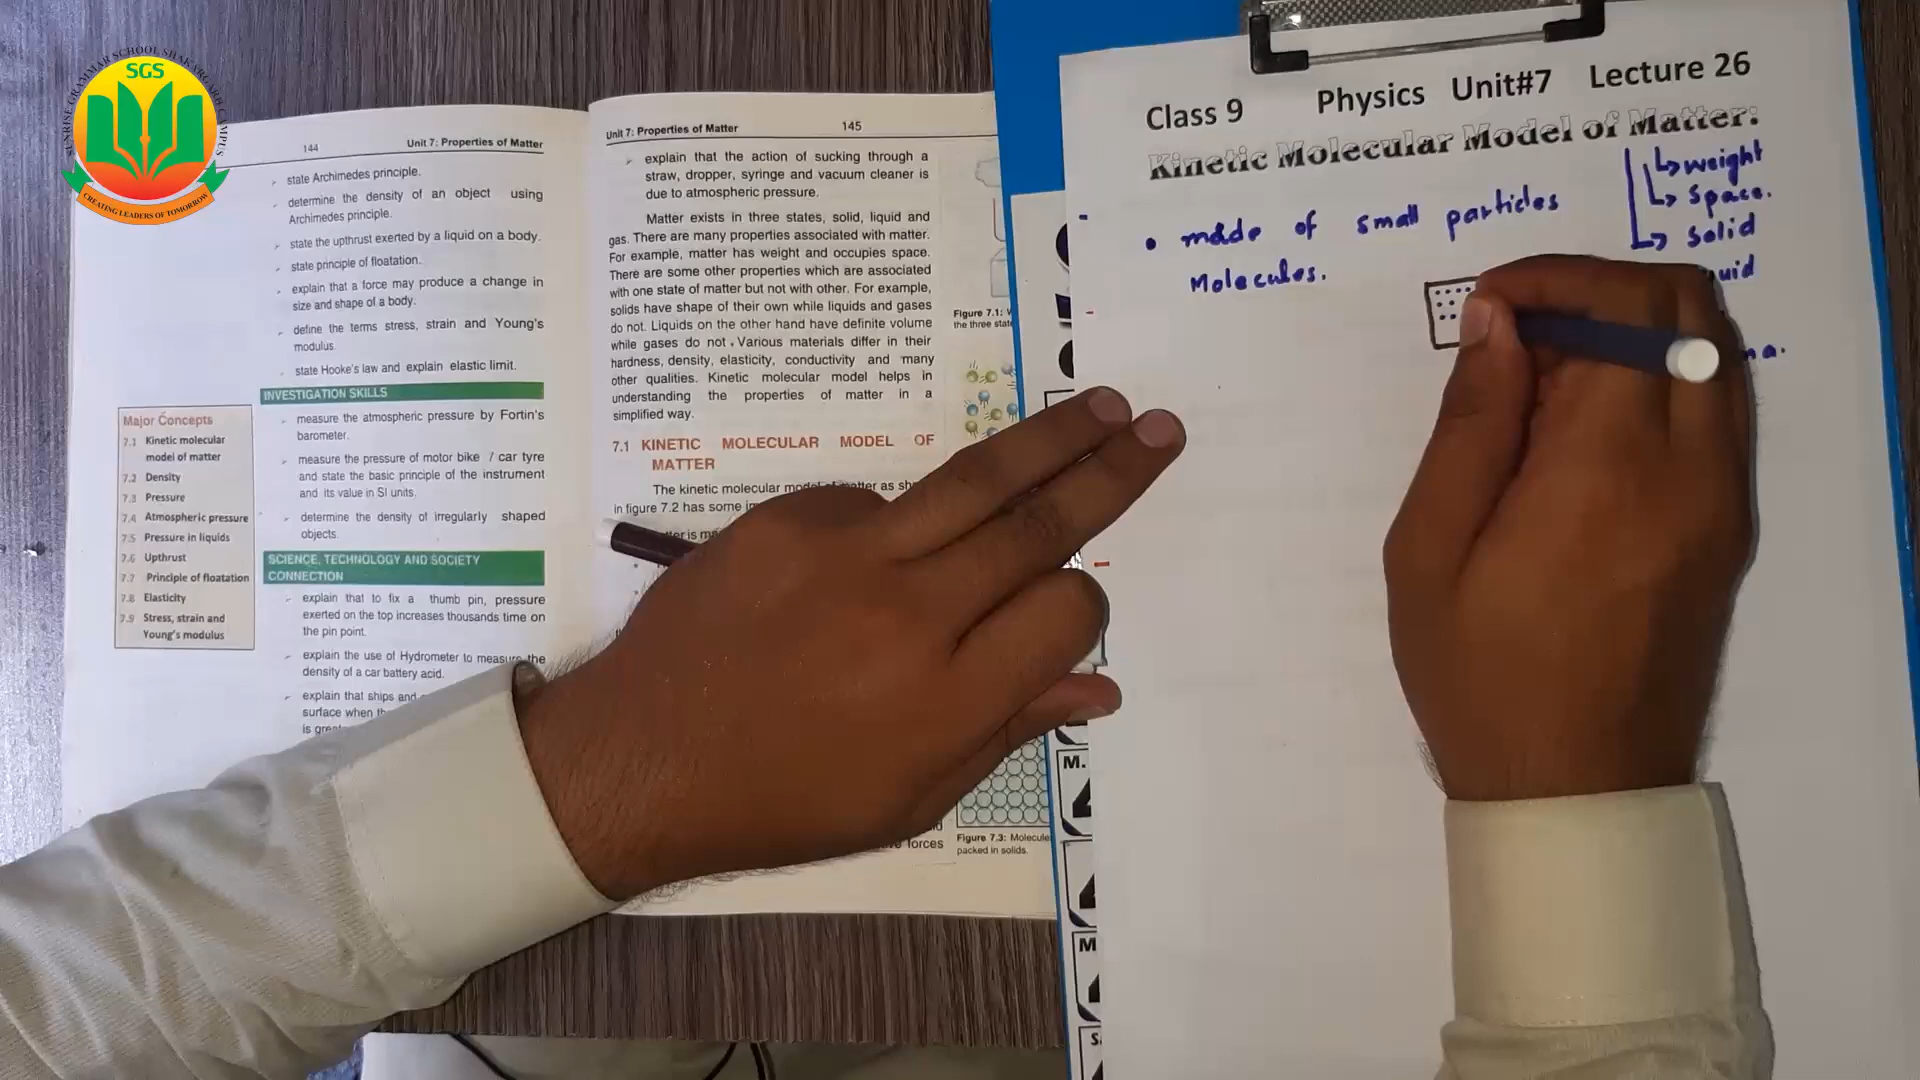 SUNRISE GRAMMAR SCHOOL SHAKARGARH CAMPUS
SGS
CREATING LEADERS OF TOMORROW
144
Unit 7: Properties of Matter
state Archimedes principle.
determine the density of an object using
Archimedes principle.
state the upthrust exerted by a liquid on a body.
state principle of floatation.
explain that a force may produce a change in
size and shape of a body.
define the terms stress, strain and Young's
modulus.
state Hooke's law and explain elastic limit.
INVESTIGATION SKILLS
measure the atmospheric pressure by Fortin's
barometer.
measure the pressure of motor bike / car tyre
and state the basic principle of the instrument
and its value in SI units.
determine the density of irregularly shaped
objects.
SCIENCE, TECHNOLOGY AND SOCIETY
CONNECTION
explain that to fix a thumb pin, pressure
exerted on the top increases thousands time on
the pin point.
explain the use of Hydrometer to measure the
density of a car battery acid.
explain that ships and
surface when
is
Major Concepts
7.1 Kinetic molecular
model of matter
7.2 Density
7.3 Pressure
7.4 Atmospheric pressure
7.5 Pressure in liquids
7.6 Upthrust
7.7 Principle of floatation
7.8 Elasticity
7.9 Stress, strain and
Young's modulus
Unit 7: Properties of Matter
145
explain that the action of sucking through a
straw, dropper, syringe and vacuum cleaner is
due to atmospheric pressure.
Matter exists in three states, solid, liquid and
gas. There are many properties associated with matter.
For example, matter has weight and occupies space.
There are some other properties which are associated
with one state of matter but not with other. For example,
solids have shape of their own while liquids and gases
do not. Liquids on the other hand have definite volume
while gases do not. Various materials differ in their
hardness, density, elasticity, conductivity and many
other qualities. Kinetic molecular model helps in
understanding the properties of matter in a
simplified way.
7.1 KINETIC MOLECULAR MODEL OF
MATTER
The kinetic molecular model of matter as
in figure 7.2 has some
is
forces
Figure 7.1:
the three
Figure 7.3:
packed in solids.
M.
M
Class 9 Physics Unit#7 Lecture 26
Kinetic Molecular Model of Matter:
↳ weight
↳ space.
↳ solid
• made of small particles
Molecules.